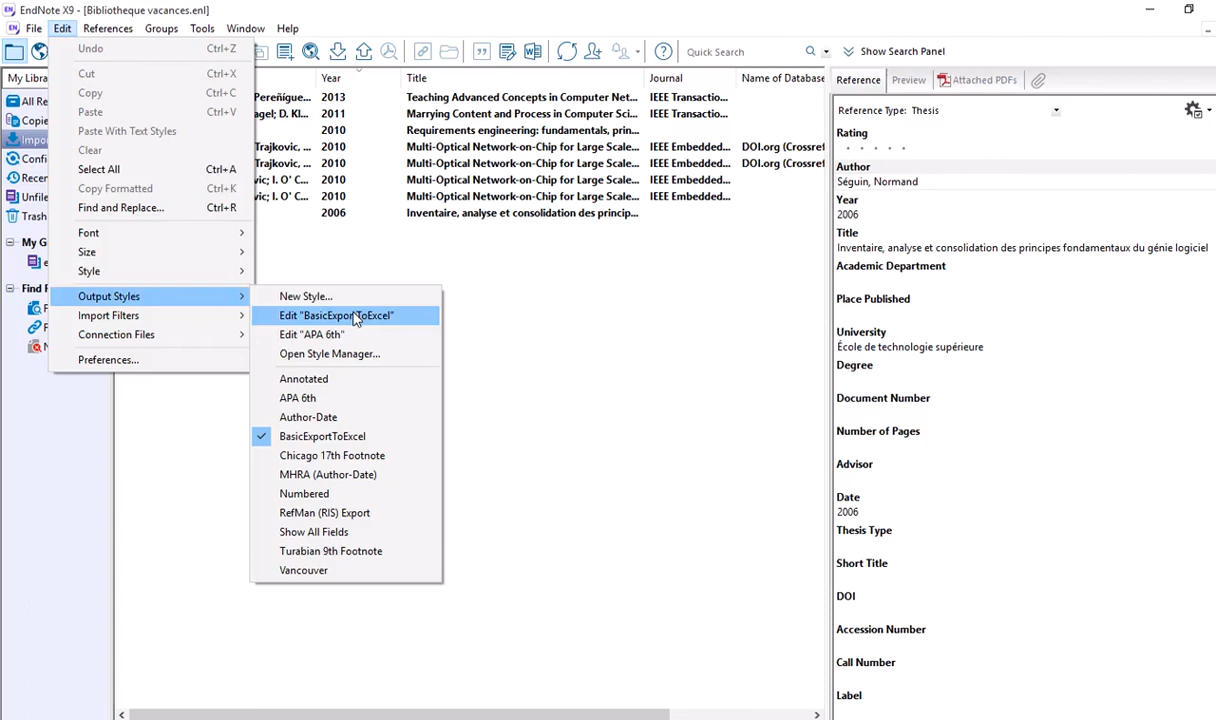 EndNote X9 - [Bibliotheque vacances.enl]
File Edit References Groups Tools Window Help
Quick Search
Show Search Panel
Undo Ctrl+Z
Cut Ctrl+X
Copy Ctrl+C
Paste Ctrl+V
Paste With Text Styles
Clear
Select All Ctrl+A
Copy Formatted Ctrl+K
Find and Replace... Ctrl+R
Font
Size
Style
Output Styles
Import Filters
Connection Files
Preferences...
New Style...
Edit "BasicExportToExcel"
Edit "APA 6th"
Open Style Manager...
Annotated
APA 6th
Author-Date
BasicExportToExcel
Chicago 17th Footnote
MHRA (Author-Date)
Numbered
RefMan (RIS) Export
Show All Fields
Turabian 9th Footnote
Vancouver
My Libra
All Re
Copie
Impo
Confi
Recen
Unfile
Trash
My G
e
Find F
F
F
N
Year Title Journal Name of Database
Pereñígue... 2013 Teaching Advanced Concepts in Computer Net... IEEE Transactio...
agel; D. Kl... 2011 Marrying Content and Process in Computer Sci... IEEE Transactio...
2010 Requirements engineering: fundamentals, prin...
Trajkovic, ... 2010 Multi-Optical Network-on-Chip for Large Scale... IEEE Embedded... DOI.org (Crossref
Trajkovic, ... 2010 Multi-Optical Network-on-Chip for Large Scale... IEEE Embedded... DOI.org (Crossref
vic; I. O' C... 2010 Multi-Optical Network-on-Chip for Large Scale... IEEE Embedded...
vic; I. O' C... 2010 Multi-Optical Network-on-Chip for Large Scale... IEEE Embedded...
2006 Inventaire, analyse et consolidation des princip...
Reference Preview Attached PDFs
Reference Type: Thesis
Rating
Author
Séguin, Normand
Year
2006
Title
Inventaire, analyse et consolidation des principes fondamentaux du génie logiciel
Academic Department
Place Published
University
École de technologie supérieure
Degree
Document Number
Number of Pages
Advisor
Date
2006
Thesis Type
Short Title
DOI
Accession Number
Call Number
Label